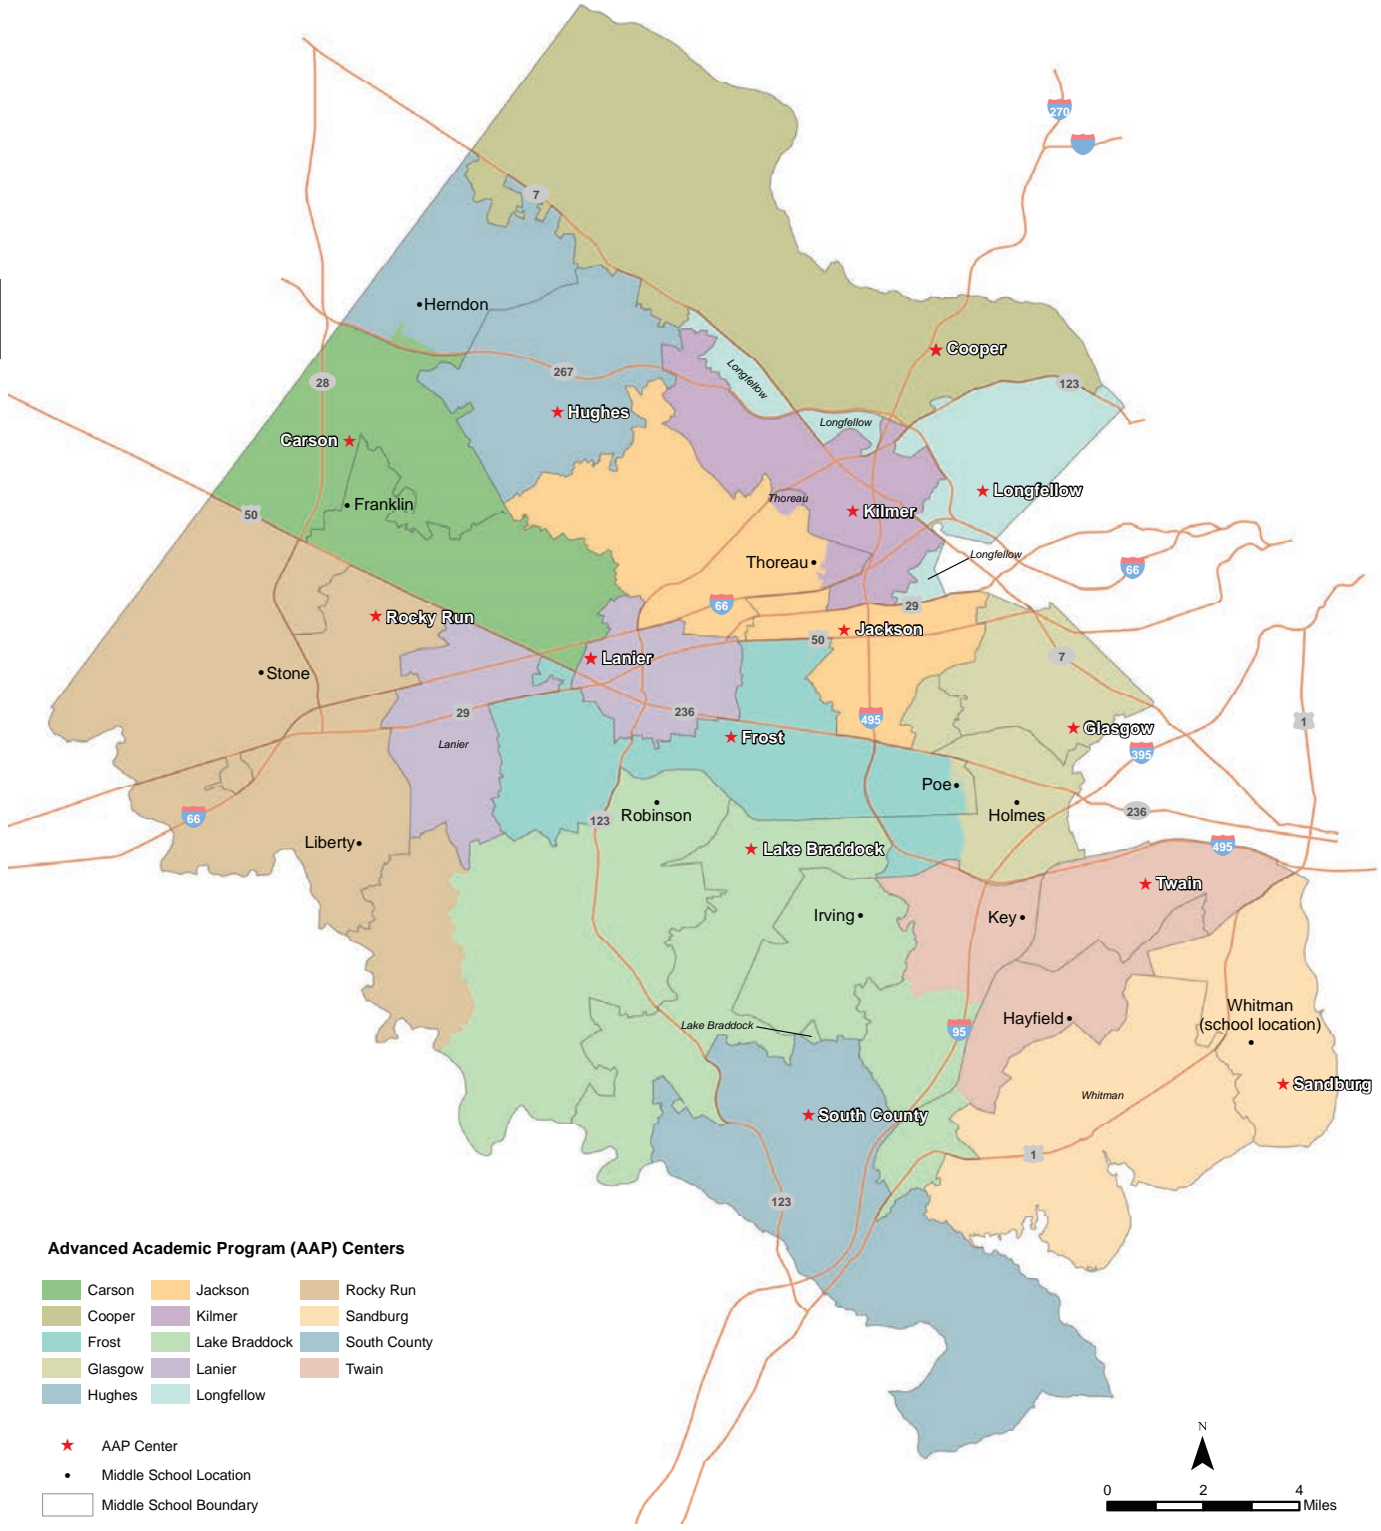 270
7
Herndon
Cooper
Longfellow
267
28
123
Hughes
Longfellow
Carson
Longfellow
Thoreau
Franklin
Kilmer
50
Longfellow
Thoreau
66
66
29
Rocky Run
Jackson
50
Lanier
7
Stone
29
236
495
1
Glasgow
Frost
Lanier
395
Poe
Holmes
236
66
123
Robinson
Liberty
Lake Braddock
495
Twain
Irving
Key
Whitman
(school location)
Hayfield
Lake Braddock
95
Sandburg
Whitman
South County
1
123
Advanced Academic Program (AAP) Centers
Carson
Jackson
Rocky Run
Cooper
Kilmer
Sandburg
Frost
Lake Braddock
South County
Glasgow
Lanier
Twain
Hughes
Longfellow
AAP Center
Middle School Location
Middle School Boundary
N
0 2 4
Miles